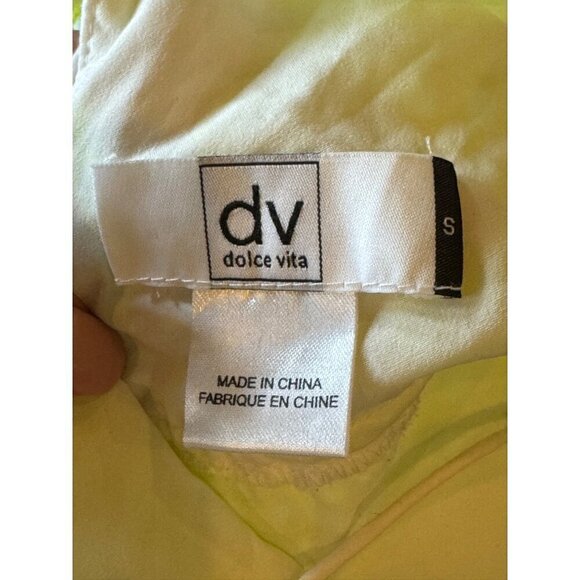 dv
dolce vita
S
MADE IN CHINA
FABRIQUE EN CHINE